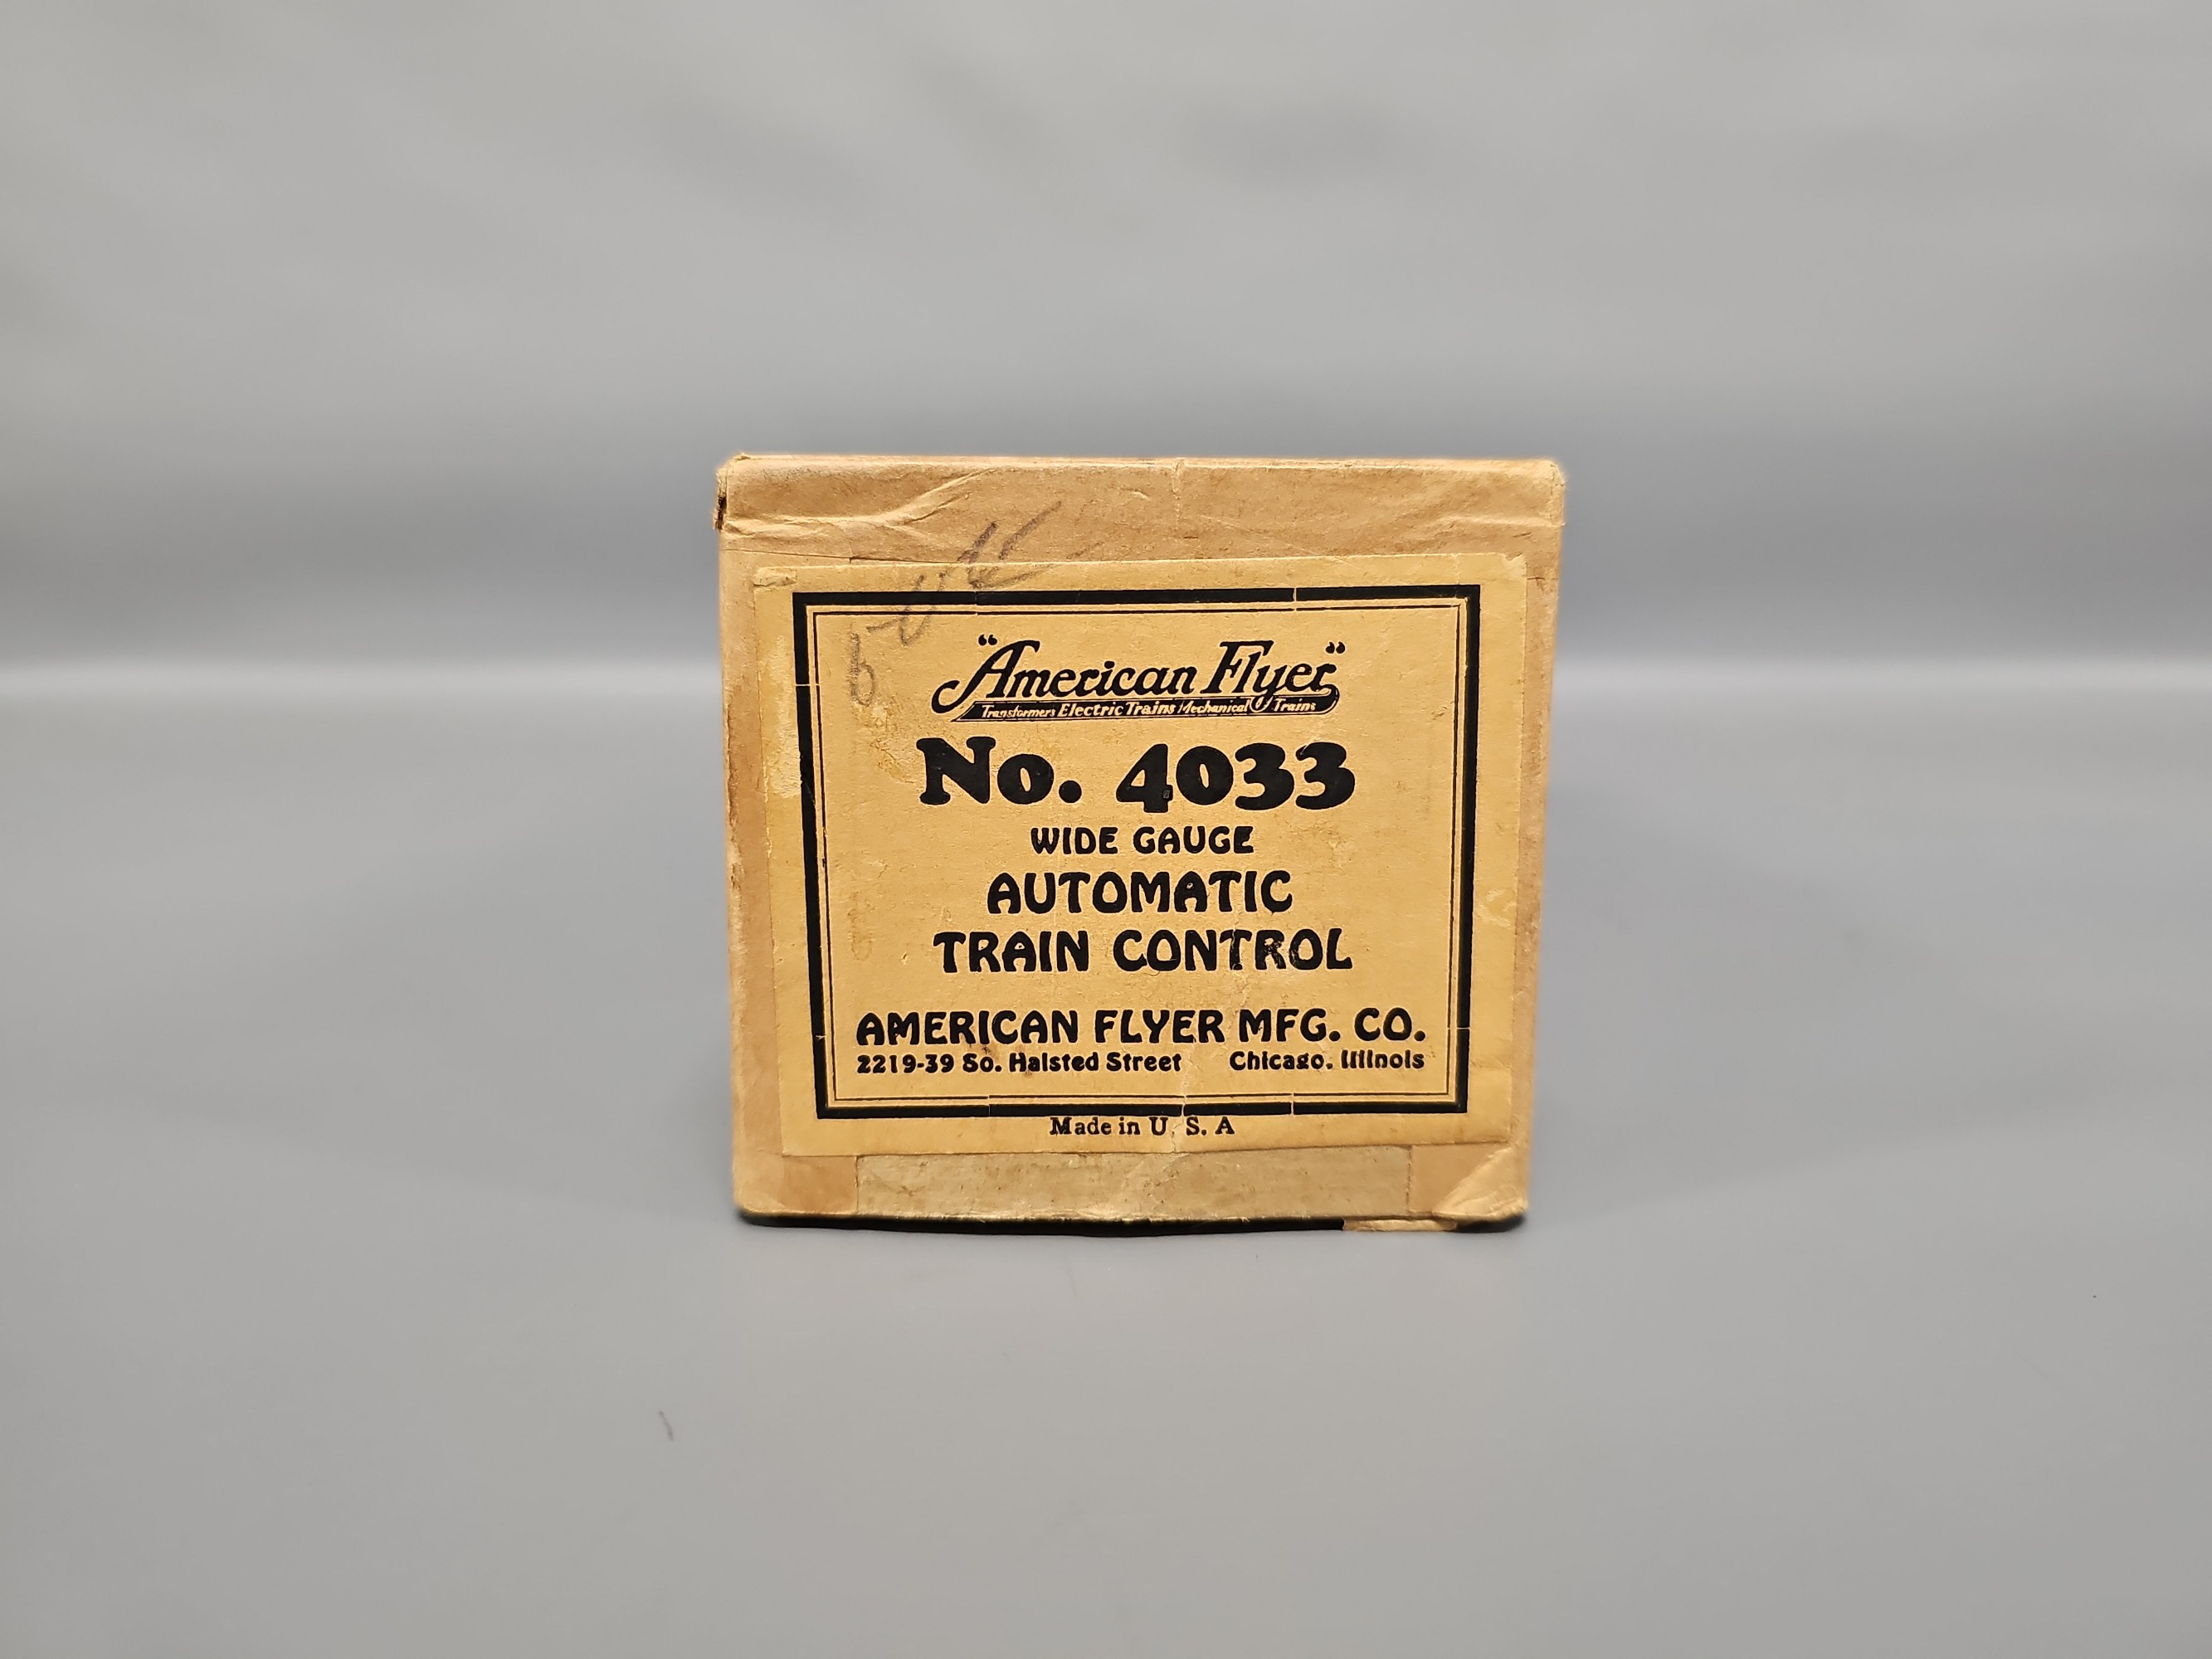 "American Flyer"
Transformers Electric Trains Mechanical Trains
No. 4033
WIDE GAUGE
AUTOMATIC
TRAIN CONTROL
AMERICAN FLYER MFG. CO.
2219-39 So. Halsted Street Chicago, Illinois
Made in U. S. A